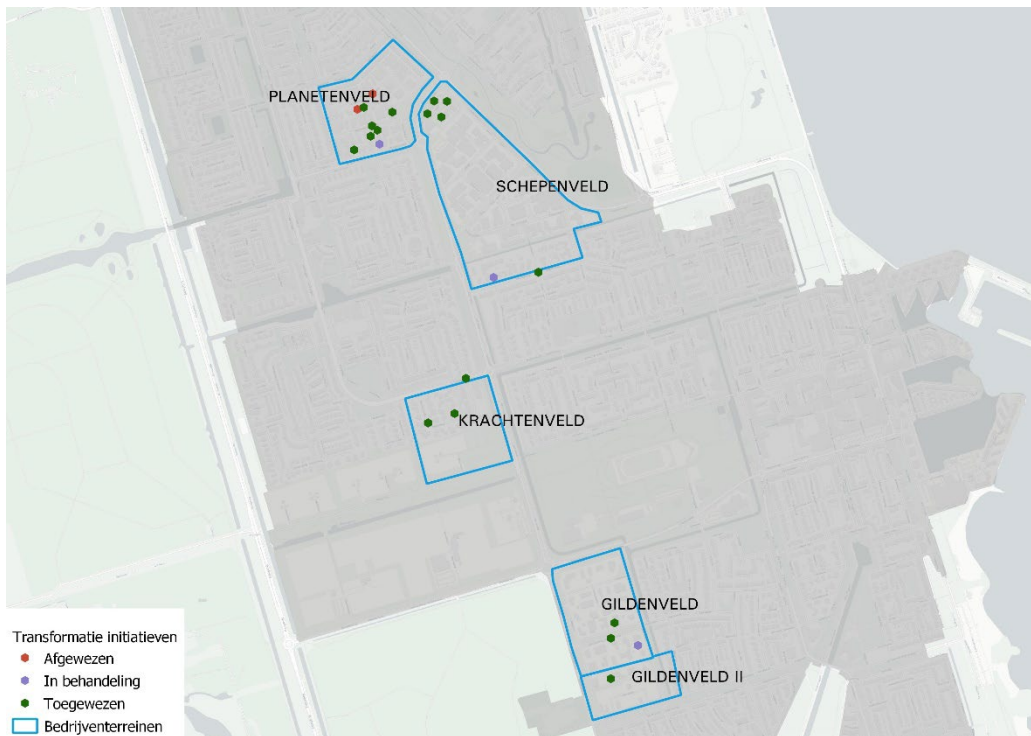 PLANETENVELD
SCHEPENVELD
KRACHTENVELD
GILDENVELD
GILDENVELD II
Transformatie initiatieven
Afgewezen
In behandeling
Toegewezen
Bedrijventerreinen